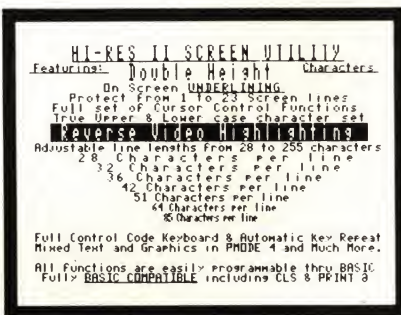 HI-RES II SCREEN UTILITY
Featuring: Double Height Characters
On Screen UNDERLINING
Protect from 1 to 23 Screen lines
Full set of Cursor Control Functions
True Upper & Lower case character set
Reverse Video Highlighting
Adjustable line lengths from 28 to 255 characters
28 Characters per line
32 Characters per line
36 Characters per line
42 Characters per line
51 Characters per line
64 Characters per line
85 Characters per line
Full Control Code Keyboard & Automatic Key Repeat
Mixed Text and Graphics in PMODE 4 and Much More.
All functions are easily programmable thru BASIC
Fully BASIC COMPATIBLE including CLS & PRINT @